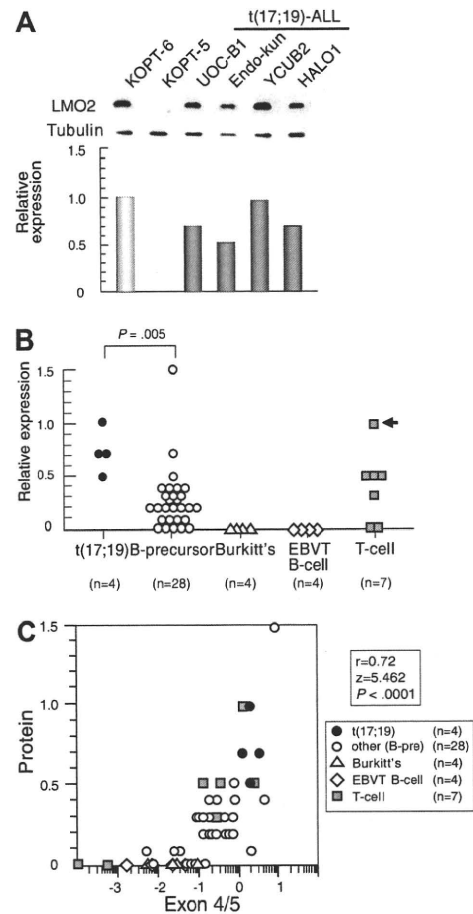 A
t(17;19)-ALL
KOPT-6 KOPT-5 UOC-B1 Endo-kun YCUB2 HALO1
LMO2
Tubulin
Relative expression
1.5
1.0
0.5
0
B
P = .005
Relative expression
1.5
1.0
0.5
0
t(17;19) B-precursor Burkitt's EBVT B-cell T-cell
(n=4) (n=28) (n=4) (n=4) (n=7)
C
Protein
1.5
1.0
0.5
0
-3 -2 -1 0 1
Exon 4/5
r=0.72
z=5.462
P < .0001
t(17;19) (n=4)
other (B-pre) (n=28)
Burkitt's (n=4)
EBVT B-cell (n=4)
T-cell (n=7)